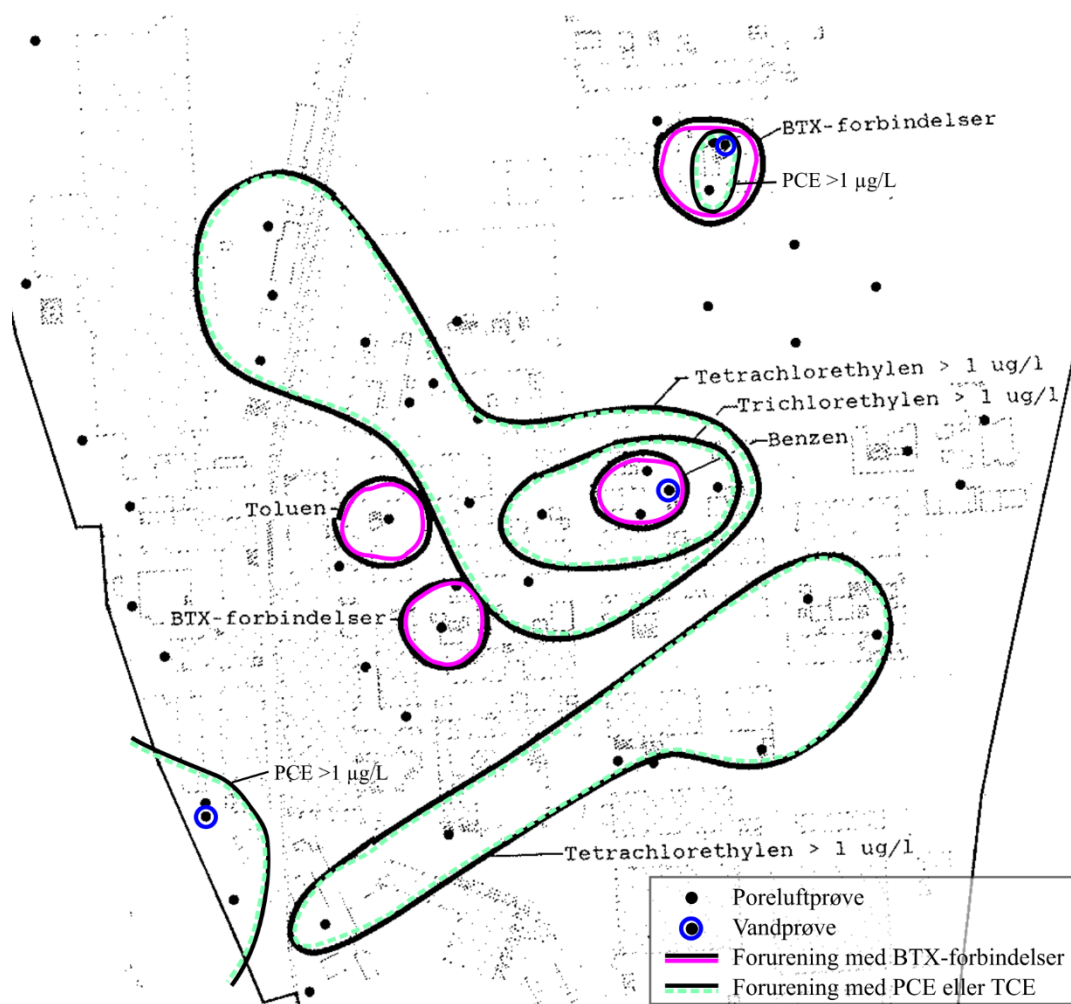 BTX-forbindelser
PCE >1 µg/L
Tetrachlorethylen > 1 ug/l
Trichlorethylen > 1 ug/l
Benzen
Toluen
BTX-forbindelser
PCE >1 µg/L
Tetrachlorethylen > 1 ug/l
Poreluftprøve
Vandprøve
Forurening med BTX-forbindelser
Forurening med PCE eller TCE